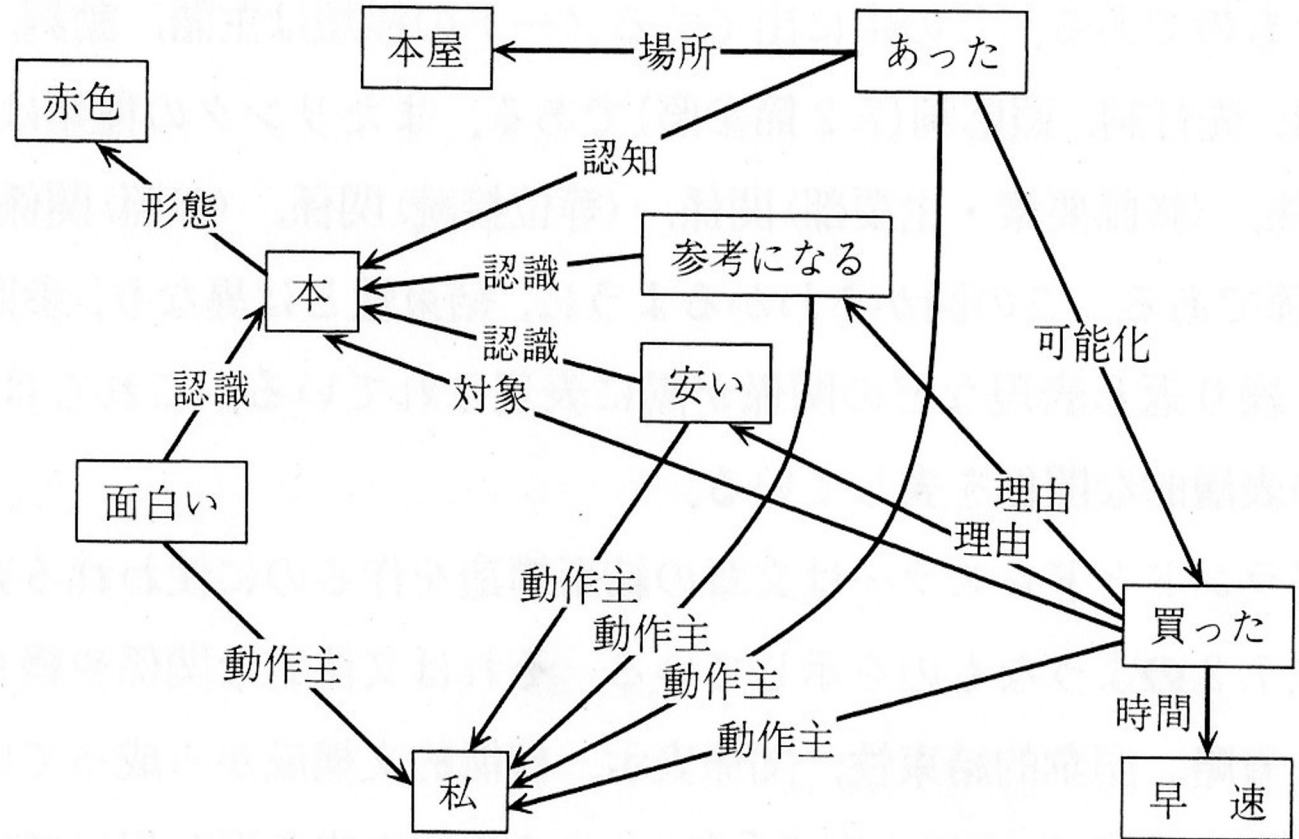 本屋
場所
あった
赤色
認知
形態
参考になる
認識
本
認識
可能化
安い
対象
認識
面白い
理由
理由
動作主
動作主
買った
動作主
動作主
時間
動作主
私
早 速